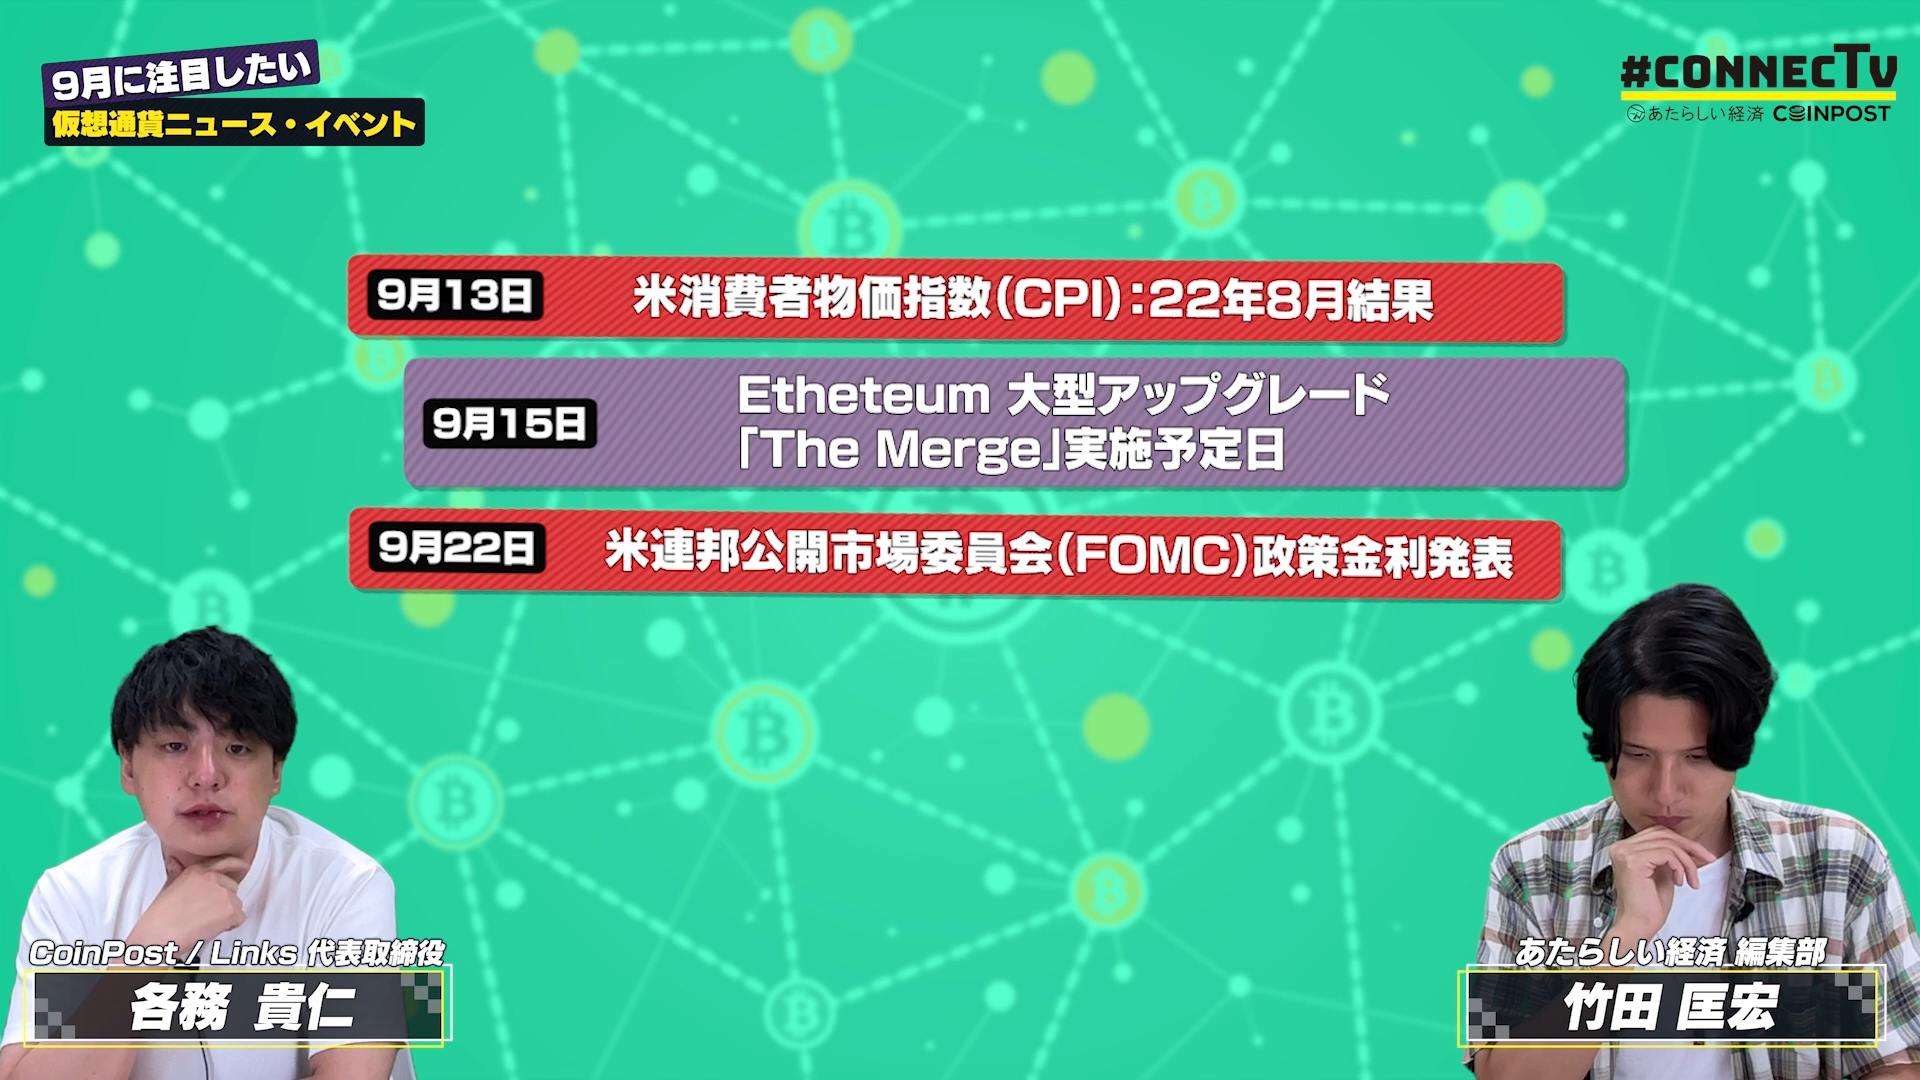 9月に注目したい
仮想通貨ニュース・イベント
#CONNECTV
あたらしい経済 COINPOST
9月13日
米消費者物価指数(CPI):22年8月結果
9月15日
Etheteum 大型アップグレード
「The Merge」実施予定日
9月22日
米連邦公開市場委員会(FOMC)政策金利発表
CoinPost / Links 代表取締役
各務 貴仁
あたらしい経済 編集部
竹田 匡宏